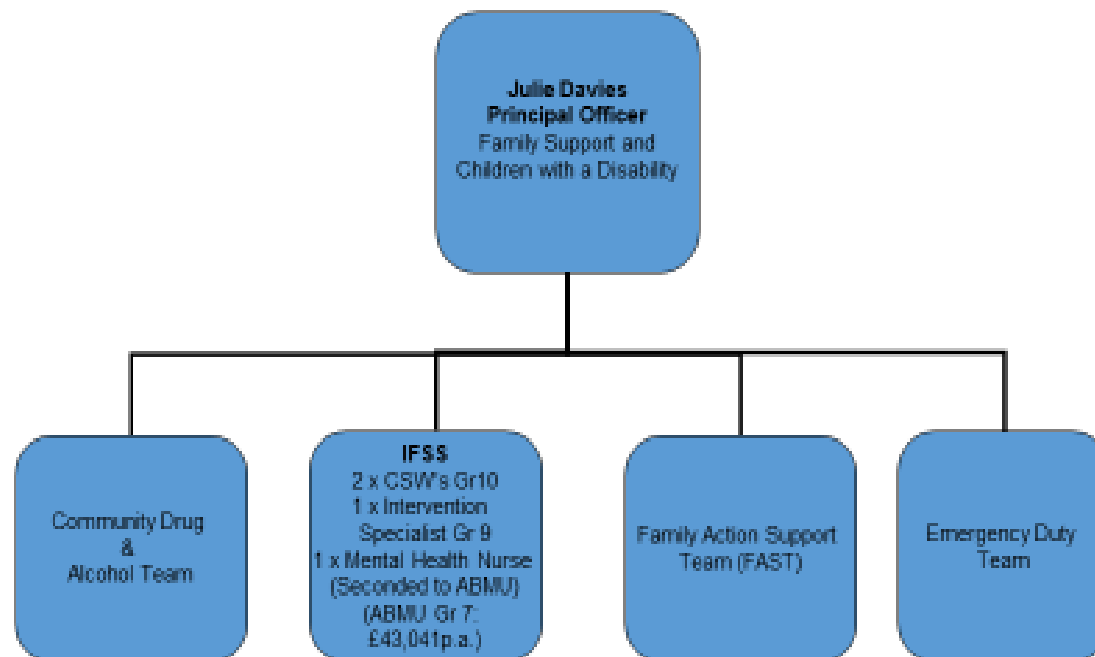 Julie Davies
Principal Officer
Family Support and
Children with a Disability
Community Drug
&
Alcohol Team
IFSS
2 x CSW's Gr10
1 x Intervention
Specialist Gr 9
1 x Mental Health Nurse
(Seconded to ABMU)
(ABMU Gr 7:
£43,041p.a.)
Family Action Support
Team (FAST)
Emergency Duty
Team